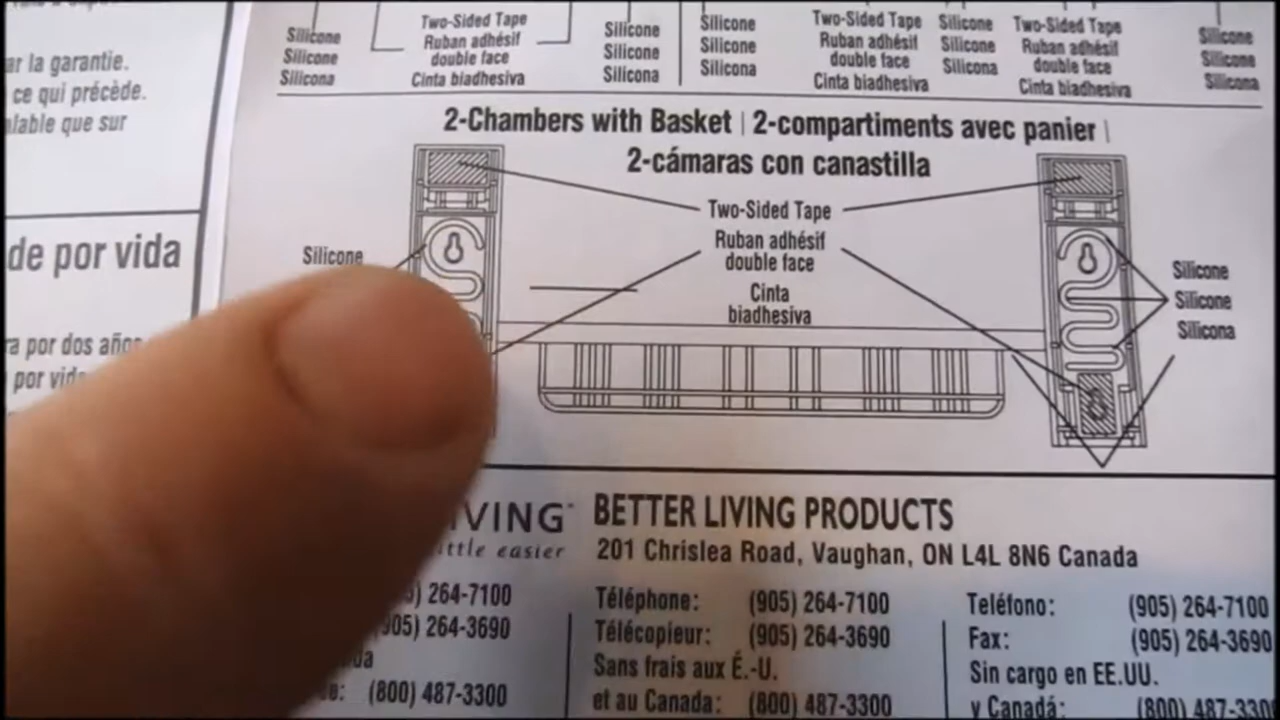 ar la garantie.
ce qui précède.
alable que sur
de por vida
a por dos años
por vida
Silicone
Silicone
Silicona
Two-Sided Tape
Ruban adhésif
double face
Cinta biadhesiva
Silicone
Silicone
Silicona
Silicone
Silicone
Silicona
Two-Sided Tape
Ruban adhésif
double face
Cinta biadhesiva
Silicone
Silicone
Silicona
Two-Sided Tape
Ruban adhésif
double face
Cinta biadhesiva
Silicone
Silicone
Silicona
2-Chambers with Basket | 2-compartiments avec panier |
2-cámaras con canastilla
Silicone
Two-Sided Tape
Ruban adhésif
double face
Cinta
biadhesiva
Silicone
Silicone
Silicona
IVING
ttle easier
) 264-7100
905) 264-3690
da
e: (800) 487-3300
BETTER LIVING PRODUCTS
201 Chrislea Road, Vaughan, ON L4L 8N6 Canada
Téléphone: (905) 264-7100
Télécopieur: (905) 264-3690
Sans frais aux É.-U.
et au Canada: (800) 487-3300
Teléfono: (905) 264-7100
Fax: (905) 264-3690
Sin cargo en EE.UU.
y Canadá: (800) 487-3300